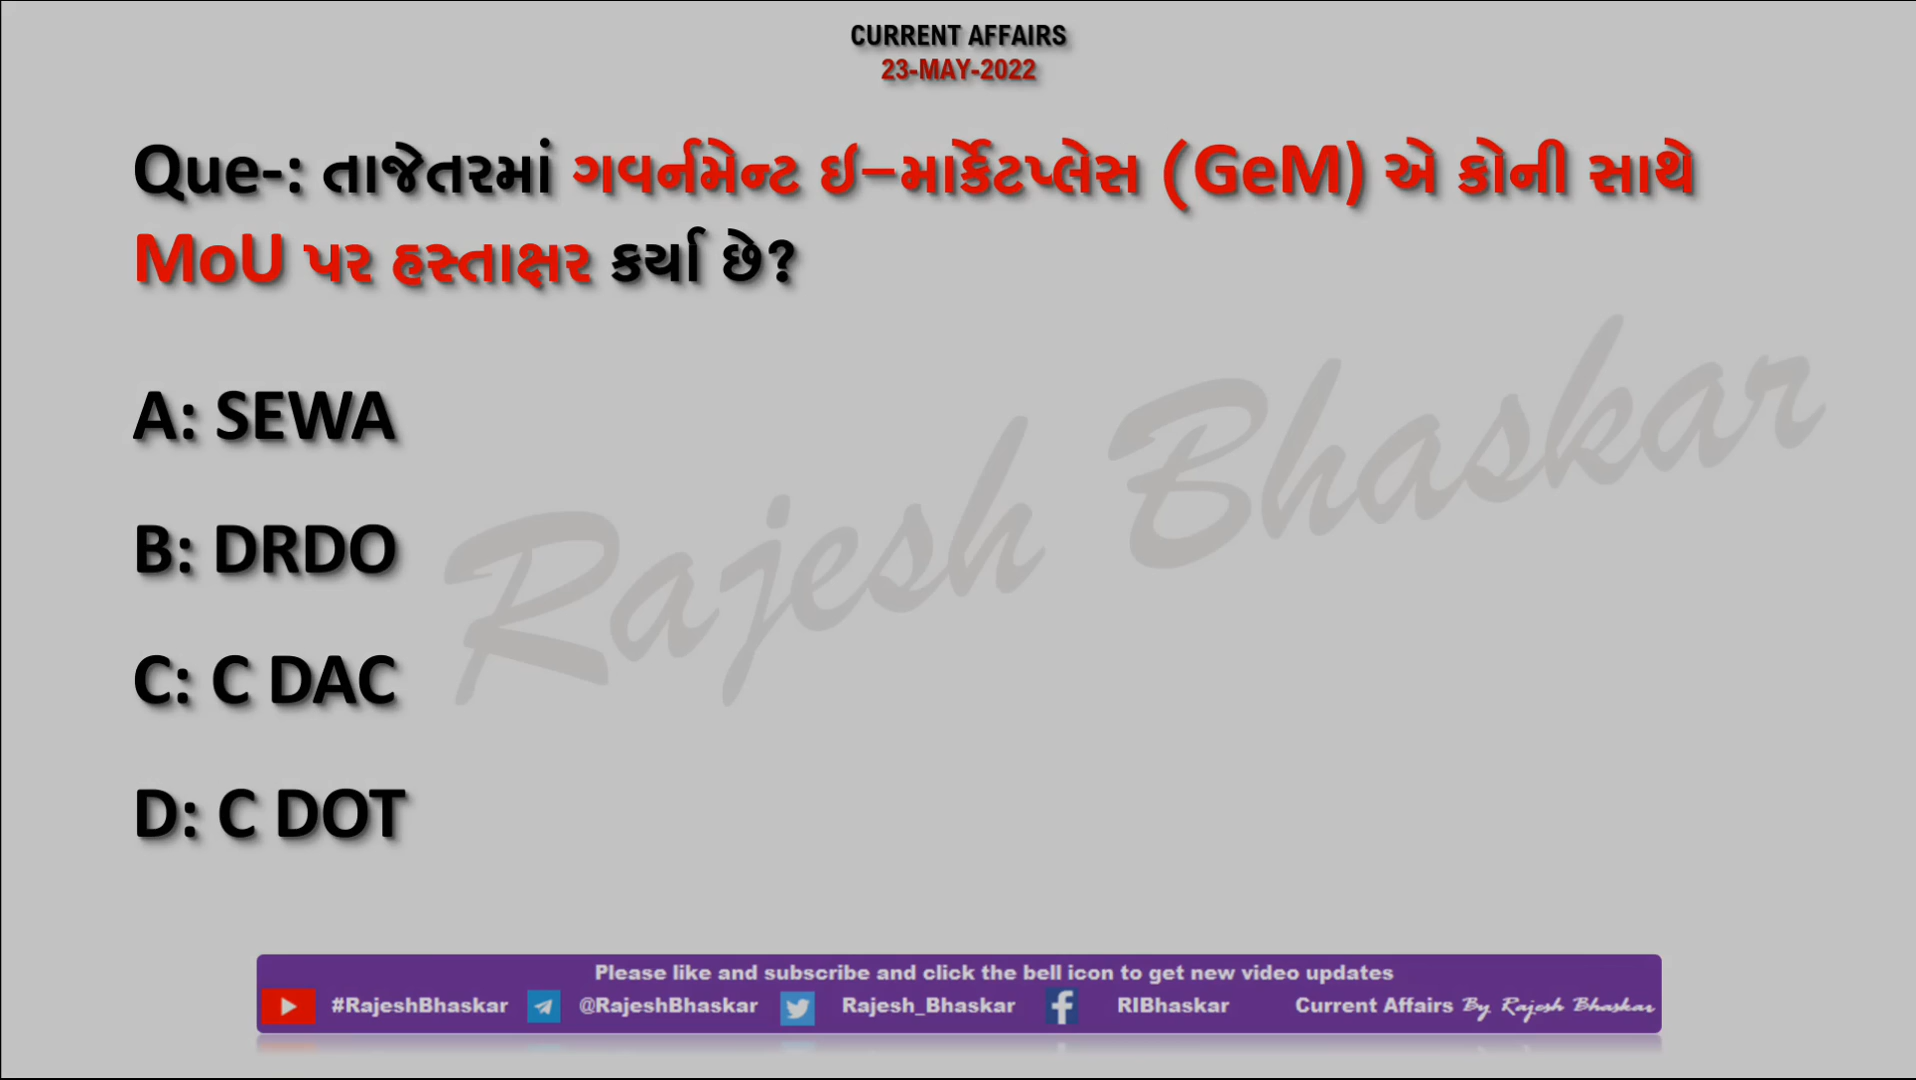 CURRENT AFFAIRS
23-MAY-2022
Que-: તાજેતરમાં ગવર્નમેન્ટ ઈ-માર્કેટપ્લેસ (GeM) એ કોની સાથે
MoU પર હસ્તાક્ષર કર્યા છે?
A: SEWA
B: DRDO
C: C DAC
D: C DOT
Rajesh Bhaskar
Please like and subscribe and click the bell icon to get new video updates
#RajeshBhaskar @RajeshBhaskar Rajesh_Bhaskar RIBhaskar Current Affairs By Rajesh Bhaskar